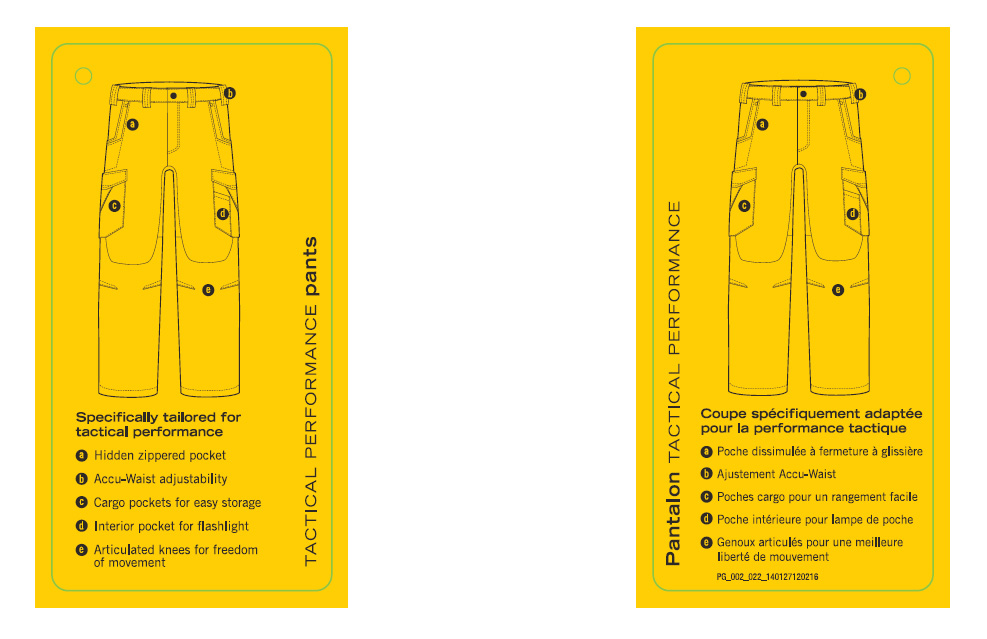 a
b
c
d
e
TACTICAL PERFORMANCE pants
Specifically tailored for
tactical performance
a Hidden zippered pocket
b Accu-Waist adjustability
c Cargo pockets for easy storage
d Interior pocket for flashlight
e Articulated knees for freedom
of movement
a
b
c
d
e
Pantalon TACTICAL PERFORMANCE
Coupe spécifiquement adaptée
pour la performance tactique
a Poche dissimulée à fermeture à glissière
b Ajustement Accu-Waist
c Poches cargo pour un rangement facile
d Poche intérieure pour lampe de poche
e Genoux articulés pour une meilleure
liberté de mouvement
PG_002_022_140127120216